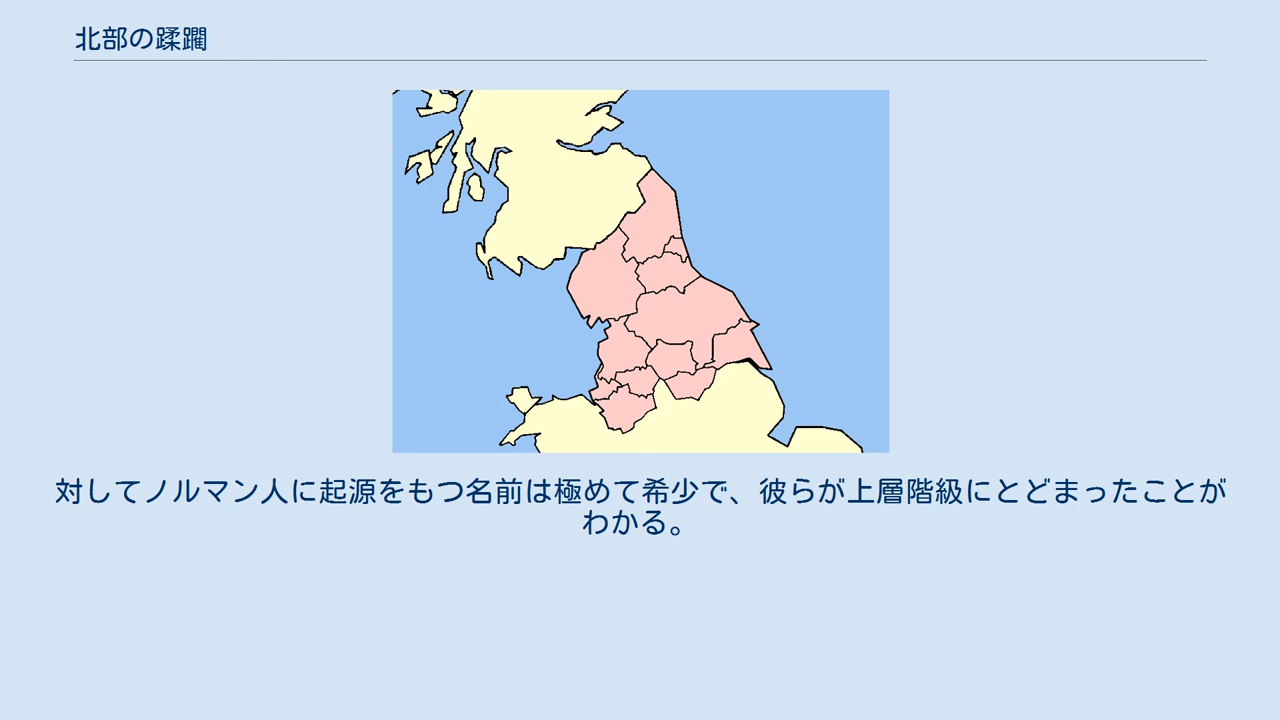 北部の蹂躙
対してノルマン人に起源をもつ名前は極めて希少で、彼らが上層階級にとどまったことが
わかる。